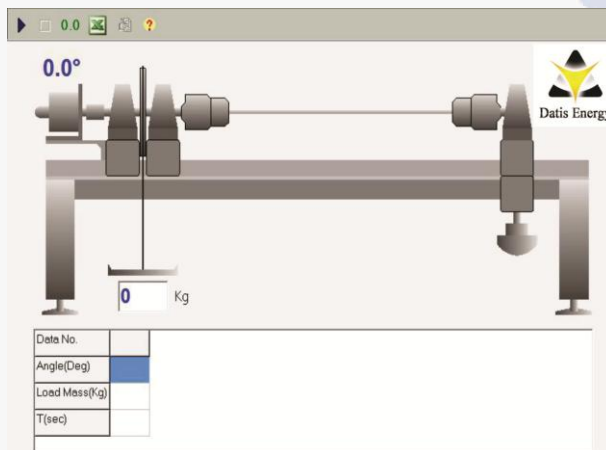 0.0
?
0.0°
Datis Energy
0
Kg
Data No.
Angle(Deg)
Load Mass(Kg)
T(sec)